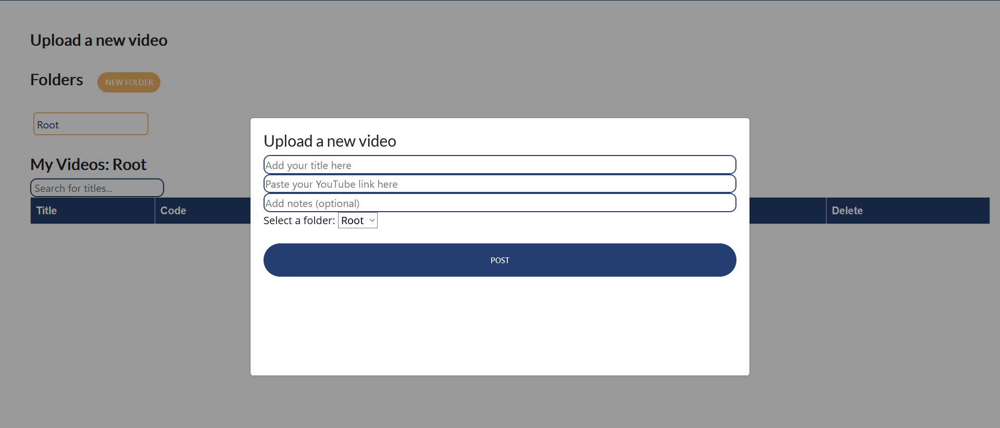 Upload a new video
Folders
NEW FOLDER
Root
My Videos: Root
Search for titles...
Title Code Delete
Upload a new video
Add your title here
Paste your YouTube link here
Add notes (optional)
Select a folder: Root
POST